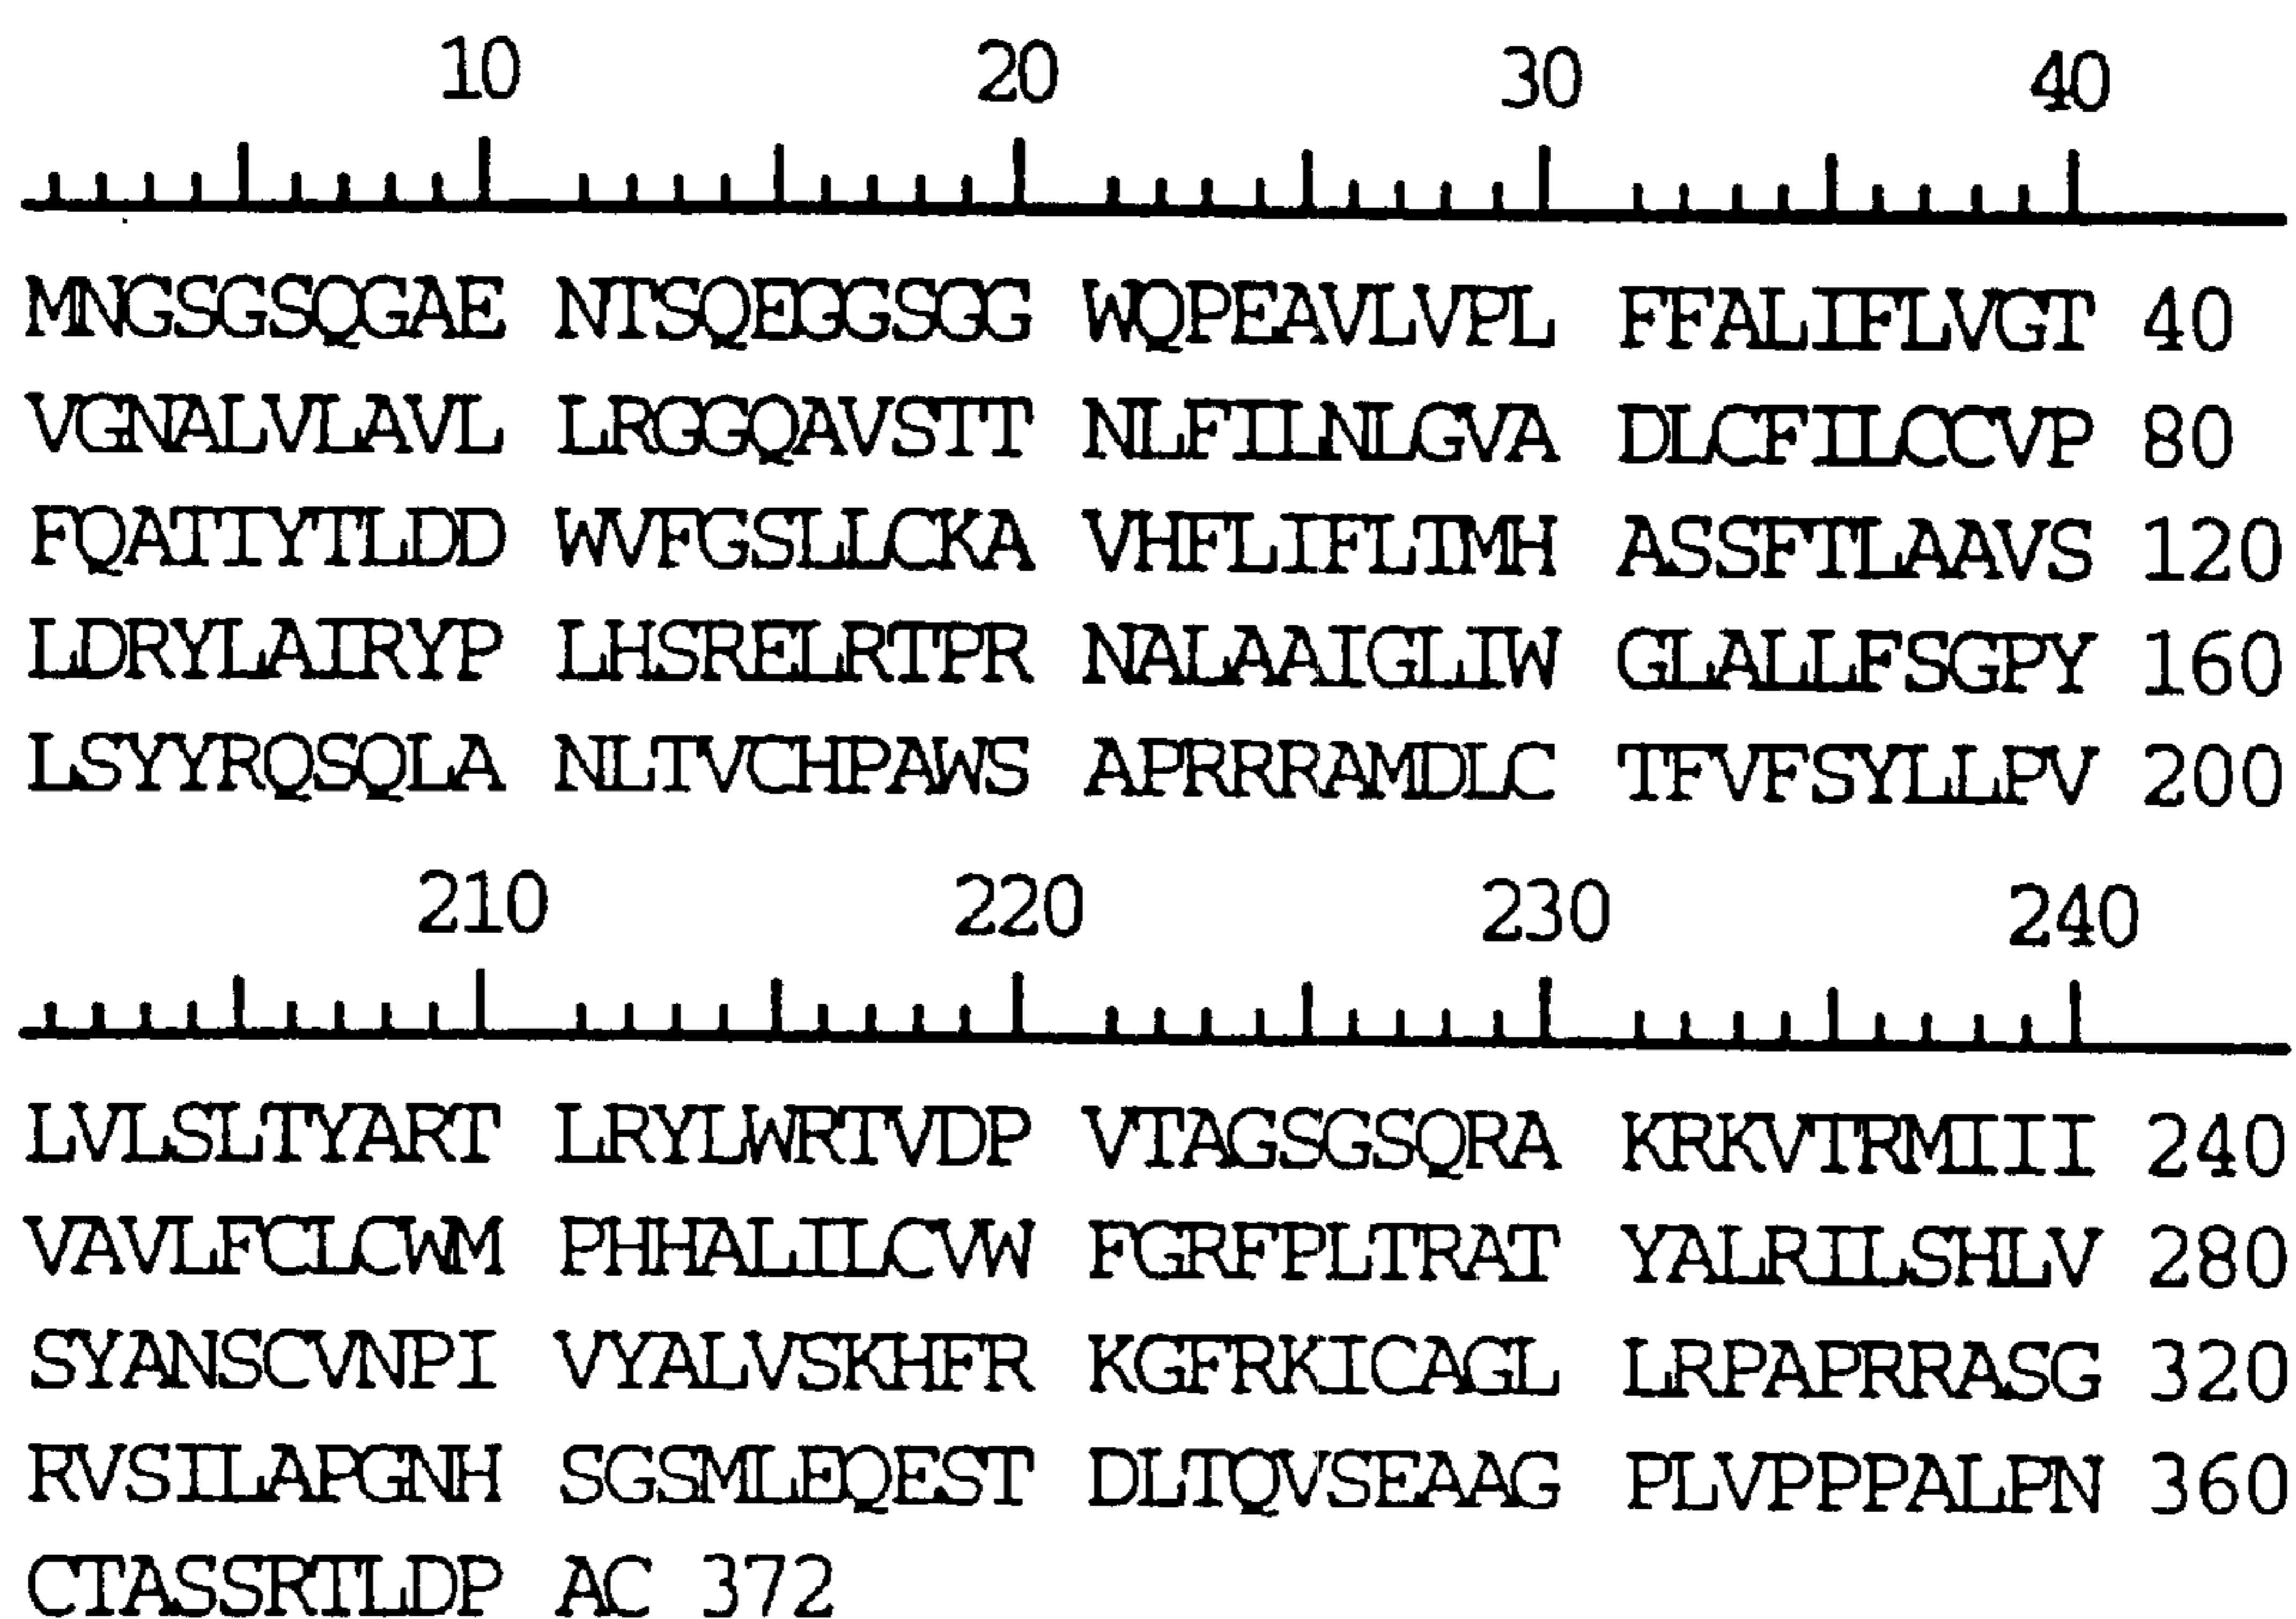 10 20 30 40
MNGSGSQGAE NTSQEGGSGG WQPEAVLVPL FFALIFLVGT 40
VGNALVLAVL LRGGQAVSTT NLFILNLGVA DLCFILCCVP 80
FQATIYTLDD WVFGSLLCKA VHFLIFLTMH ASSFTLAAVS 120
LDRYLAIRYP LHSRELRTPR NALAAIGLIW GLALLFSGPY 160
LSYYRQSQLA NLTVCHPAWS APRRRAMDLC TFVFSYLLPV 200
210 220 230 240
LVLSLTYART LRYLWRTVDP VTAGSGSQRA KRKVTRMIII 240
VAVLFCLCWM PHHALILCVW FGRFPLTRAT YALRILSHLV 280
SYANSCVNPI VYALVSKHFR KGFRKICAGL LRPAPRRASG 320
RVSILAPGNH SGSMLEQEST DLTQVSEAAG PLVPPPALPN 360
CTASSRTLDP AC 372